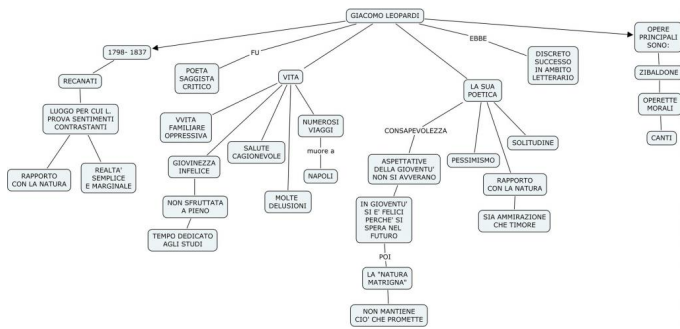 GIACOMO LEOPARDI
1798- 1837
RECANATI
LUOGO PER CUI L.
PROVA SENTIMENTI
CONTRASTANTI
RAPPORTO
CON LA NATURA
REALTA'
SEMPLICE
E MARGINALE
FU
POETA
SAGGISTA
CRITICO
VITA
VVITA
FAMILIARE
OPPRESSIVA
GIOVINEZZA
INFELICE
NON SFRUTTATA
A PIENO
TEMPO DEDICATO
AGLI STUDI
SALUTE
CAGIONEVOLE
MOLTE
DELUSIONI
NUMEROSI
VIAGGI
muore a
NAPOLI
LA SUA
POETICA
CONSAPEVOLEZZA
ASPETTATIVE
DELLA GIOVENTU'
NON SI AVVERANO
IN GIOVENTU'
SI E' FELICI
PERCHE' SI
SPERA NEL
FUTURO
POI
LA "NATURA
MATRIGNA"
NON MANTIENE
CIO' CHE PROMETTE
PESSIMISMO
RAPPORTO
CON LA NATURA
SIA AMMIRAZIONE
CHE TIMORE
SOLITUDINE
EBBE
DISCRETO
SUCCESSO
IN AMBITO
LETTERARIO
OPERE
PRINCIPALI
SONO:
ZIBALDONE
OPERETTE
MORALI
CANTI